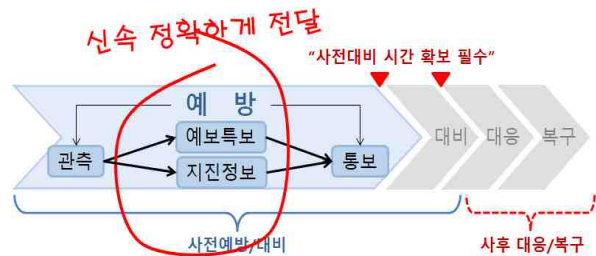 신속 정확하게 전달
“사전대비 시간 확보 필수”
예 방
예보특보
관측
지진정보
통보
대비
대응
복구
사전예방/대비
사후 대응/복구